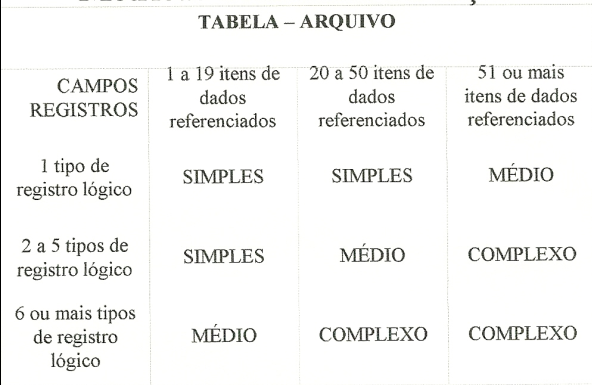 TABELA – ARQUIVO
CAMPOS
REGISTROS
1 a 19 itens de
dados
referenciados
20 a 50 itens de
dados
referenciados
51 ou mais
itens de dados
referenciados
1 tipo de
registro lógico
SIMPLES
SIMPLES
MÉDIO
2 a 5 tipos de
registro lógico
SIMPLES
MÉDIO
COMPLEXO
6 ou mais tipos
de registro
lógico
MÉDIO
COMPLEXO
COMPLEXO